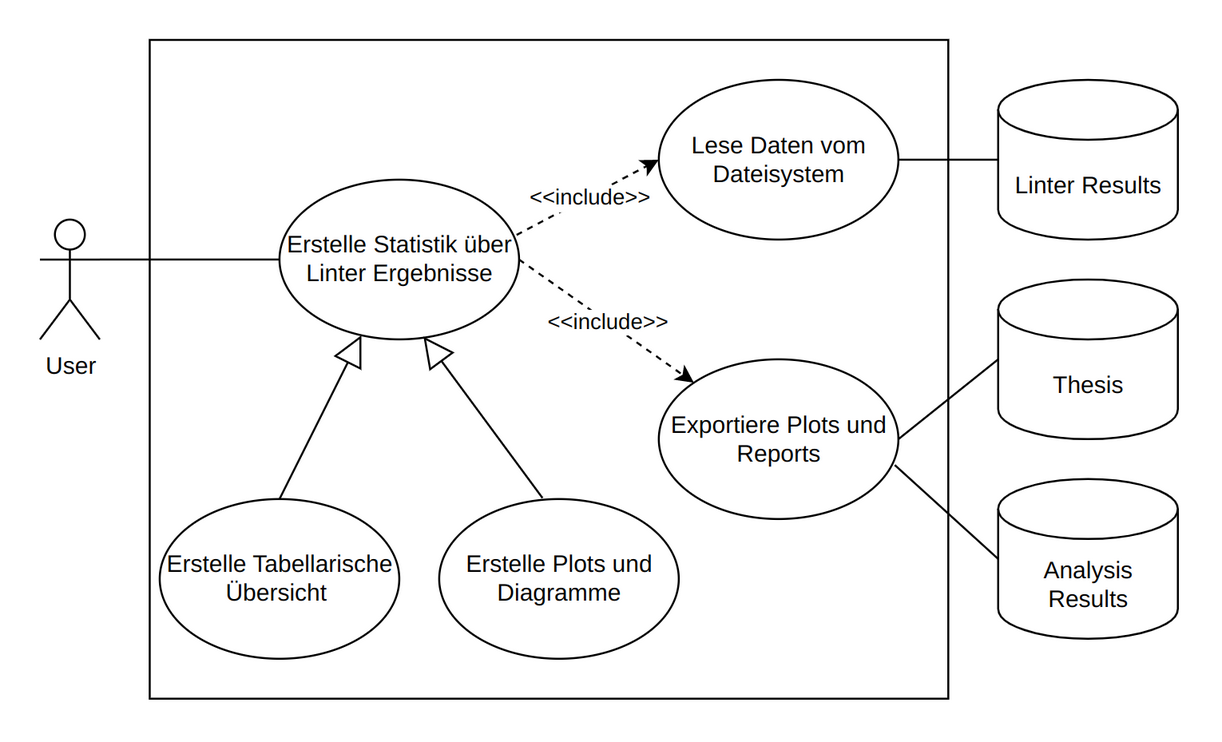 Lese Daten vom
Dateisystem
Linter Results
<<include>>
Erstelle Statistik über
Linter Ergebnisse
<<include>>
User
Thesis
Exportiere Plots und
Reports
Erstelle Tabellarische
Übersicht
Erstelle Plots und
Diagramme
Analysis
Results